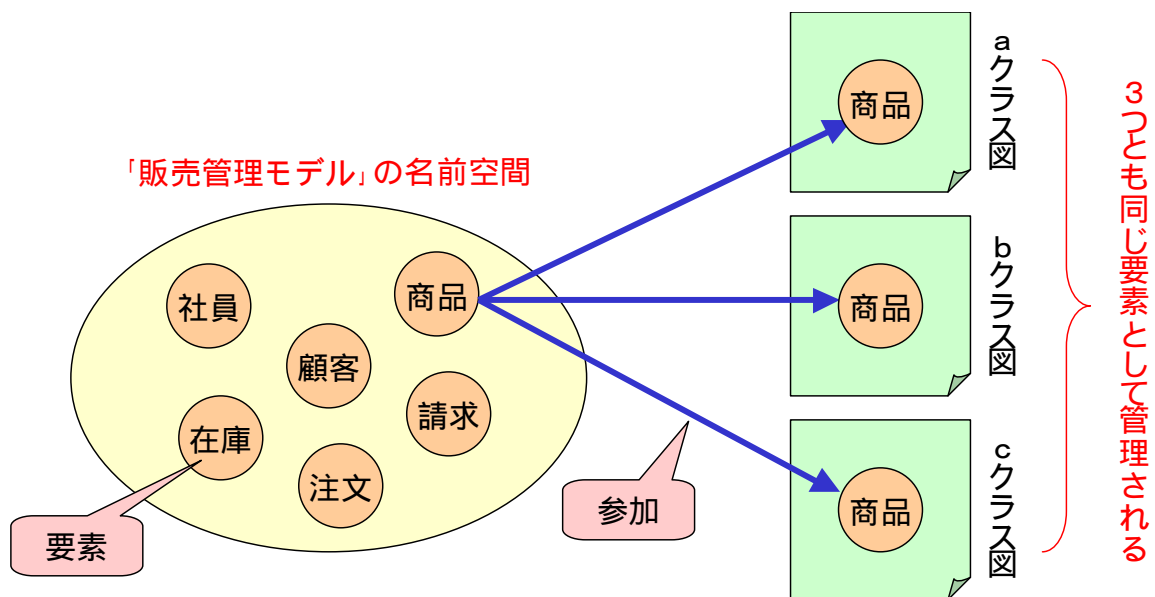 「販売管理モデル」の名前空間
社員
商品
顧客
請求
在庫
注文
要素
参加
商品
aクラス図
商品
bクラス図
商品
cクラス図
3つとも同じ要素として管理される